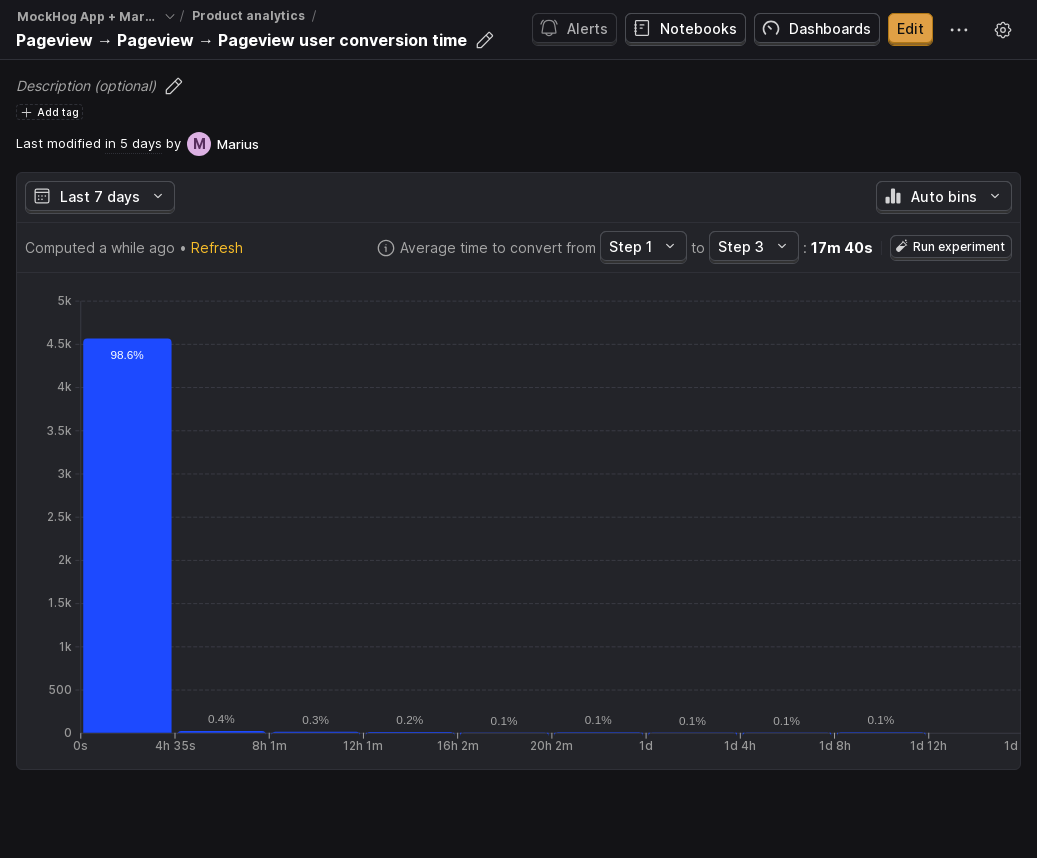 MockHog App + Mar... / Product analytics /
Pageview → Pageview → Pageview user conversion time
Alerts Notebooks Dashboards Edit
Description (optional)
Add tag
Last modified in 5 days by M Marius
Last 7 days Auto bins
Computed a while ago • Refresh Average time to convert from Step 1 to Step 3 : 17m 40s Run experiment
5k
4.5k
98.6%
4k
3.5k
3k
2.5k
2k
1.5k
1k
500
0.4% 0.3% 0.2% 0.1% 0.1% 0.1% 0.1% 0.1%
0
0s 4h 35s 8h 1m 12h 1m 16h 2m 20h 2m 1d 1d 4h 1d 8h 1d 12h 1d